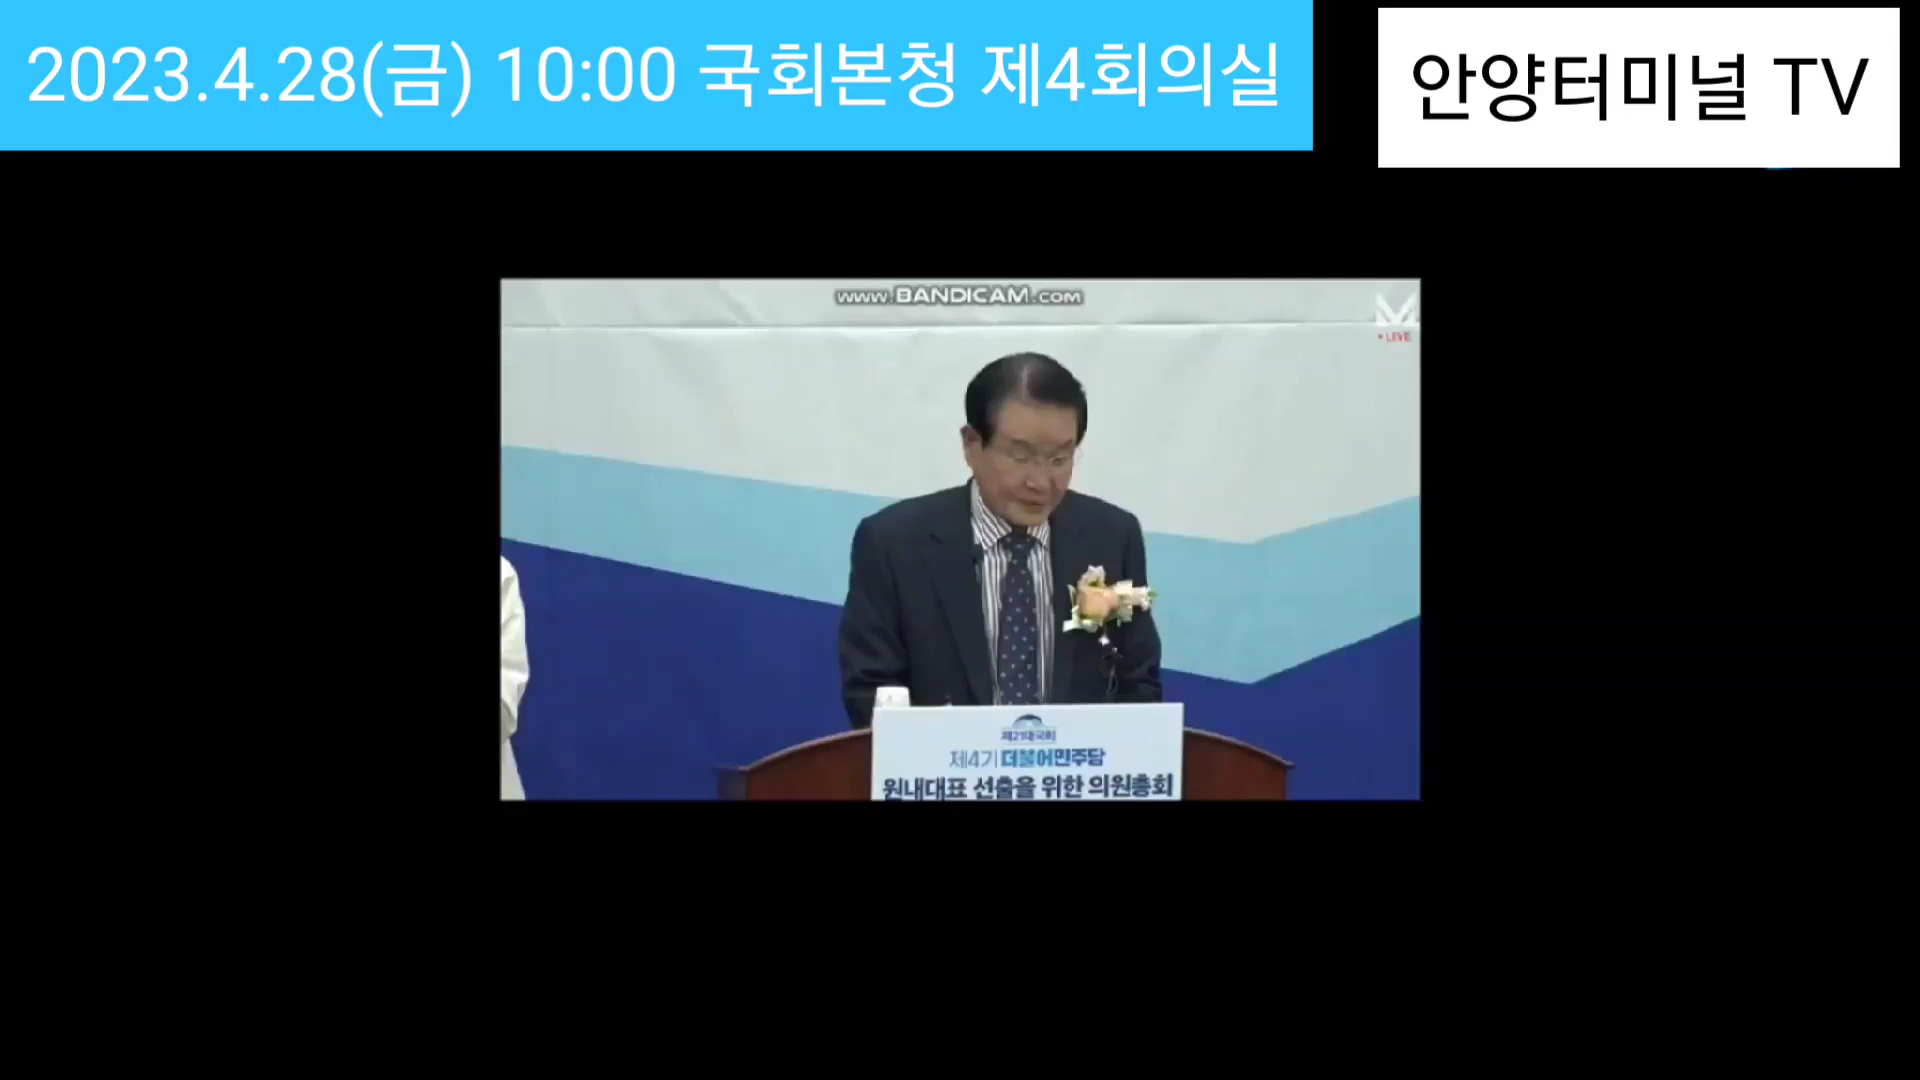 2023.4.28(금) 10:00 국회본청 제4회의실
안양터미널 TV
www.BANDICAM.COM
LIVE
제21대국회
제4기 더불어민주당
원내대표 선출을 위한 의원총회